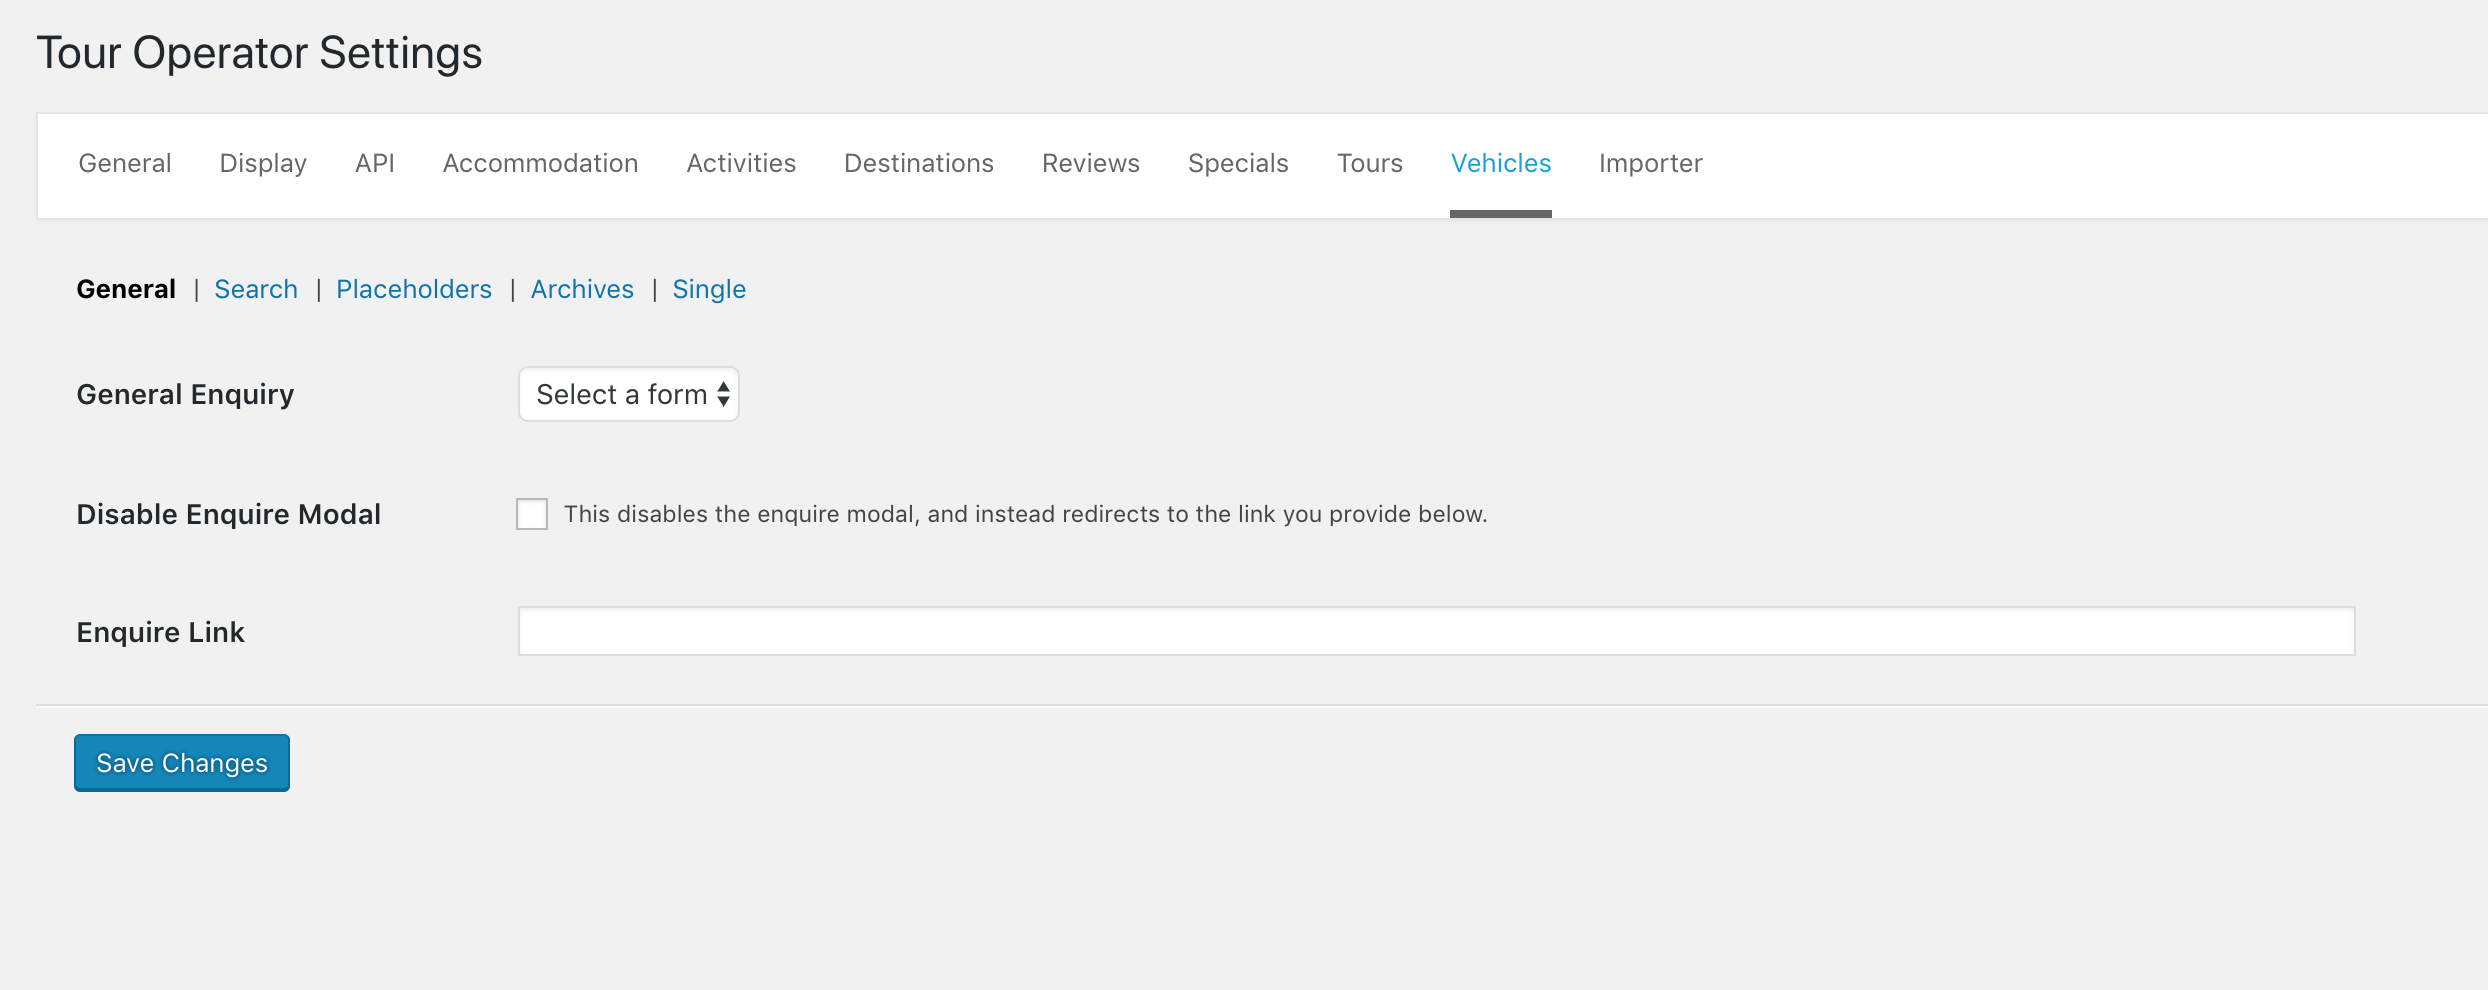 Tour Operator Settings
General Display API Accommodation Activities Destinations Reviews Specials Tours Vehicles Importer
General | Search | Placeholders | Archives | Single
General Enquiry Select a form
Disable Enquire Modal This disables the enquire modal, and instead redirects to the link you provide below.
Enquire Link
Save Changes